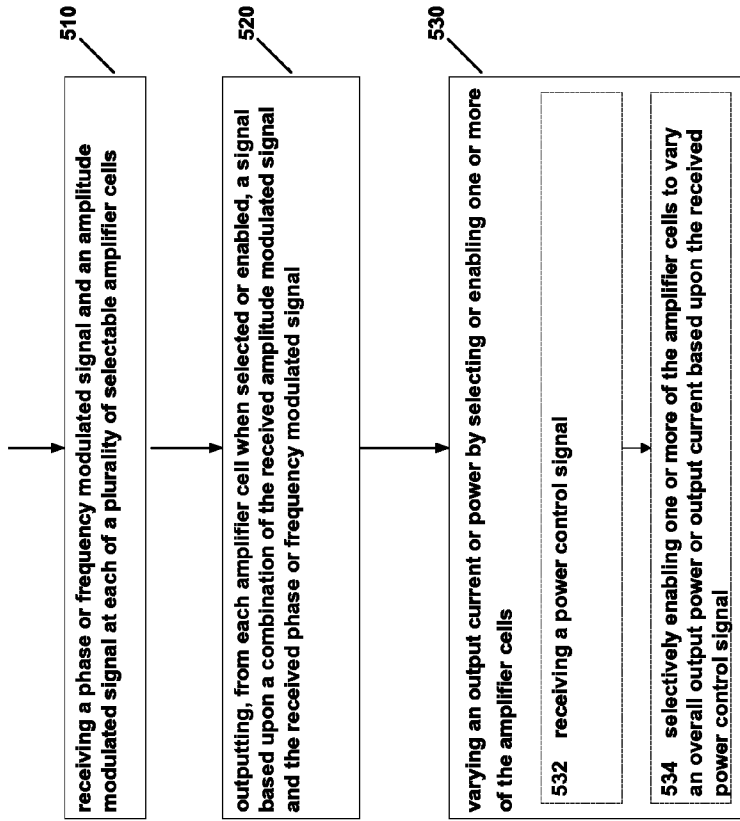 510
receiving a phase or frequency modulated signal and an amplitude
modulated signal at each of a plurality of selectable amplifier cells
520
outputting, from each amplifier cell when selected or enabled, a signal
based upon a combination of the received amplitude modulated signal
and the received phase or frequency modulated signal
530
varying an output current or power by selecting or enabling one or more
of the amplifier cells
532 receiving a power control signal
534 selectively enabling one or more of the amplifier cells to vary
an overall output power or output current based upon the received
power control signal